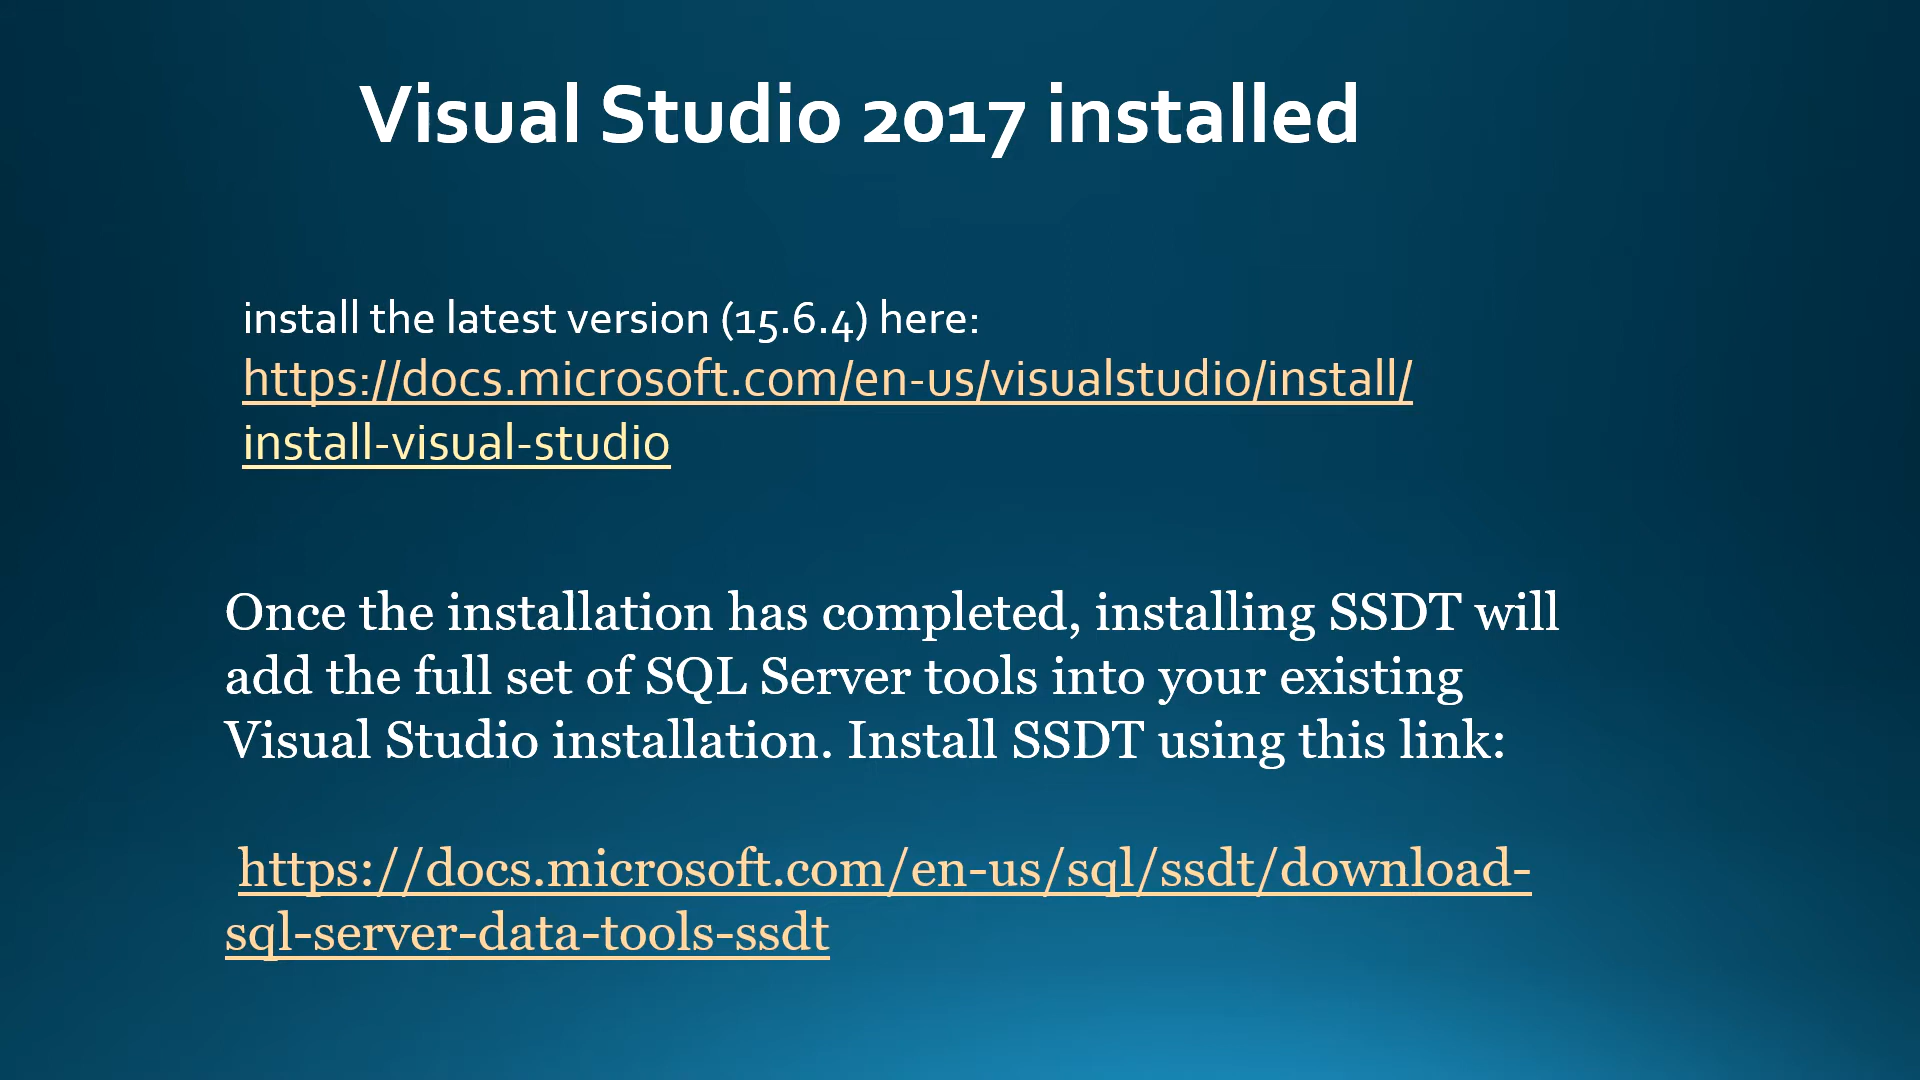 Visual Studio 2017 installed
install the latest version (15.6.4) here:
https://docs.microsoft.com/en-us/visualstudio/install/
install-visual-studio
Once the installation has completed, installing SSDT will
add the full set of SQL Server tools into your existing
Visual Studio installation. Install SSDT using this link:
https://docs.microsoft.com/en-us/sql/ssdt/download-
sql-server-data-tools-ssdt